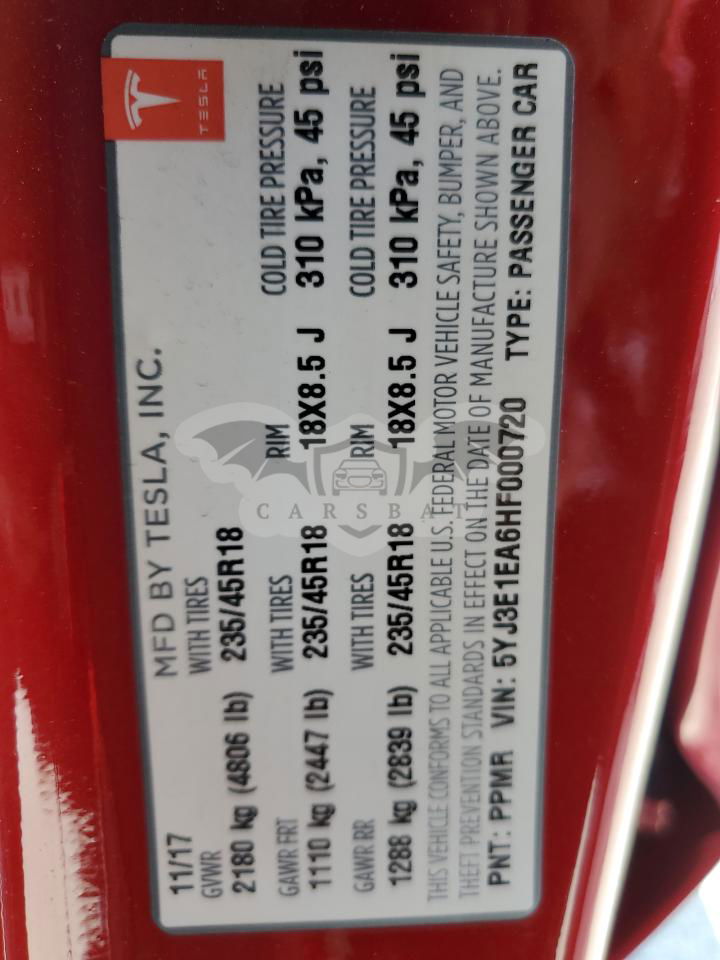 TESLA
MFD BY TESLA, INC.
11/17
GVWR WITH TIRES
2180 kg (4806 lb) 235/45R18
GAWR FRT WITH TIRES RIM COLD TIRE PRESSURE
1110 kg (2447 lb) 235/45R18 18X8.5 J 310 kPa, 45 psi
GAWR RR WITH TIRES RIM COLD TIRE PRESSURE
1288 kg (2839 lb) 235/45R18 18X8.5 J 310 kPa, 45 psi
THIS VEHICLE CONFORMS TO ALL APPLICABLE U.S. FEDERAL MOTOR VEHICLE SAFETY, BUMPER, AND
THEFT PREVENTION STANDARDS IN EFFECT ON THE DATE OF MANUFACTURE SHOWN ABOVE.
PNT: PPMR VIN: 5YJ3E1EA6HF000720 TYPE: PASSENGER CAR
CARSBAT